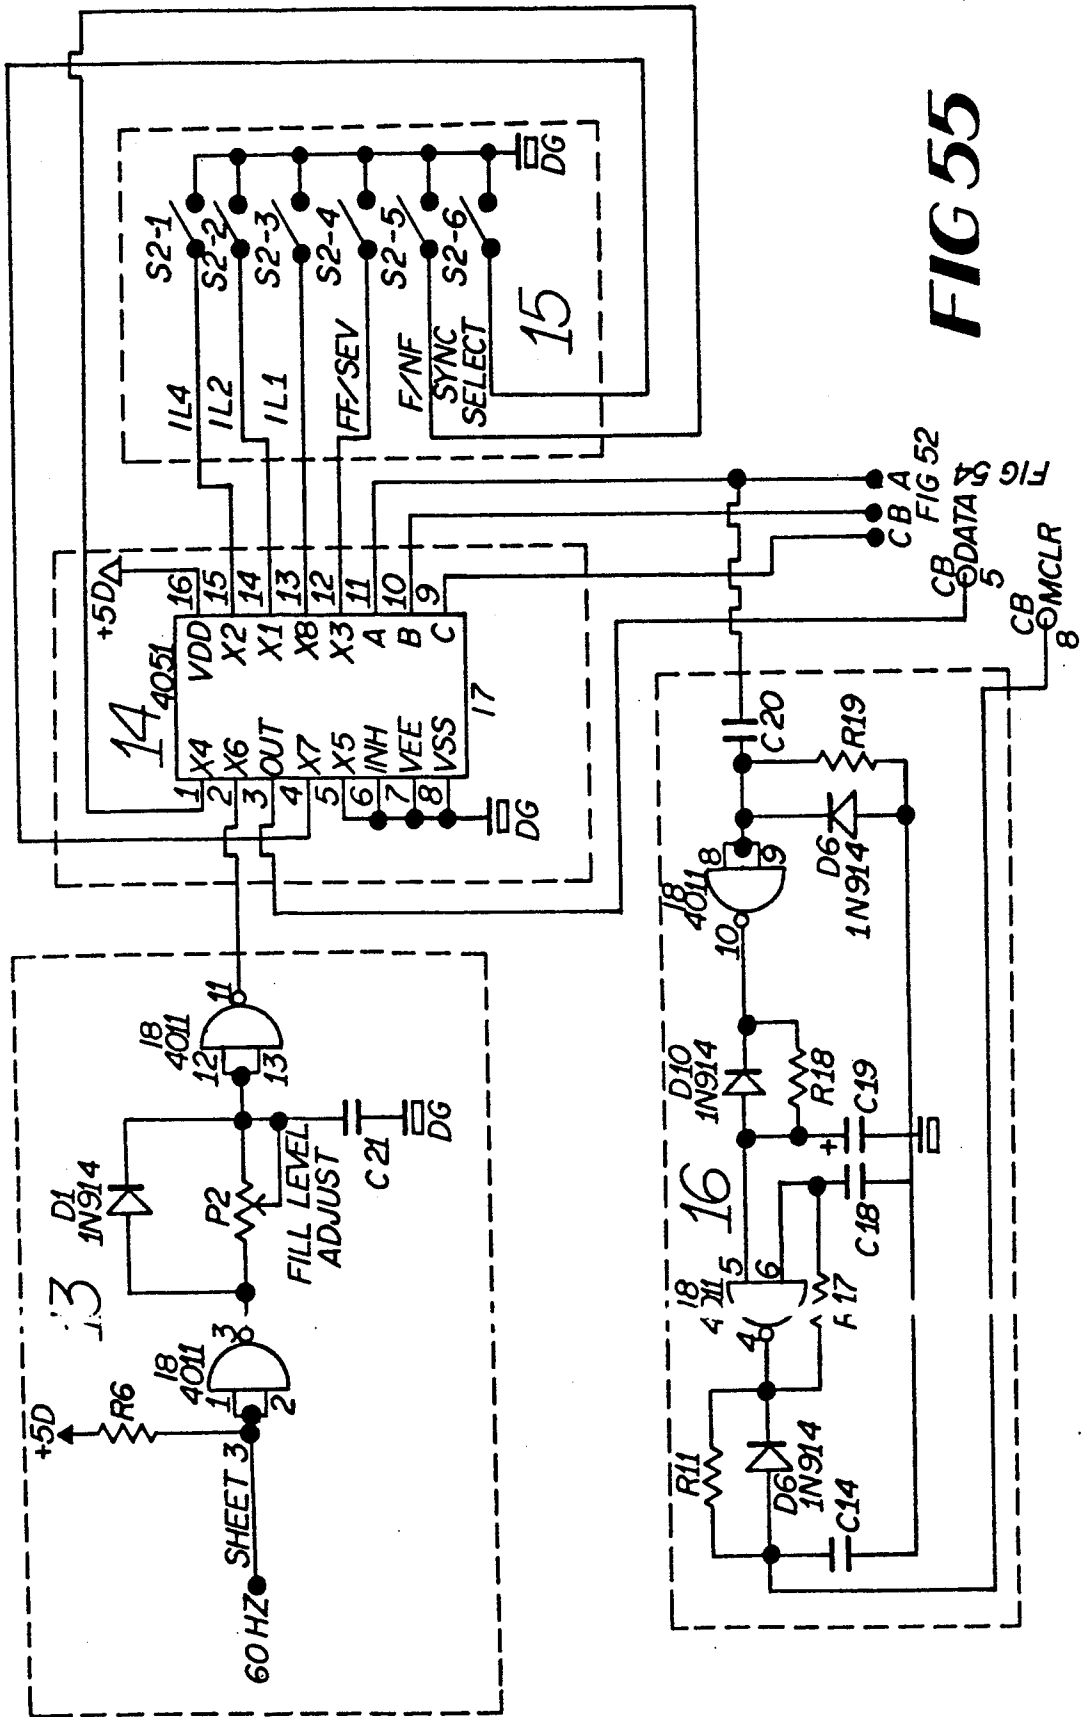 FIG 55
+5D
R6
60 HZ
SHEET 3
1
2
I8
4011
3
D1
1N914
P2
FILL LEVEL
ADJUST
C21
DG
12
13
I8
4011
11
14
4051
+5D
1 X4
2 X6
3 OUT
4 X7
5 X5
6 INH
7 VEE
8 VSS
VDD 16
X2 15
X1 14
X8 13
X3 12
A 11
B 10
C 9
I7
DG
S2-1
S2-2
S2-3
S2-4
S2-5
S2-6
IL4
IL2
IL1
FF/SEV
F/NF
SYNC
SELECT
15
DG
C B A
FIG 52
FIG 54
CB
DATA
5
CB
MCLR
8
16
R11
D6
1N914
C14
4
I8
5
6
C18
C19
+
D10
1N914
R18
10
I8
4011
8
9
D6
1N914
R19
C20